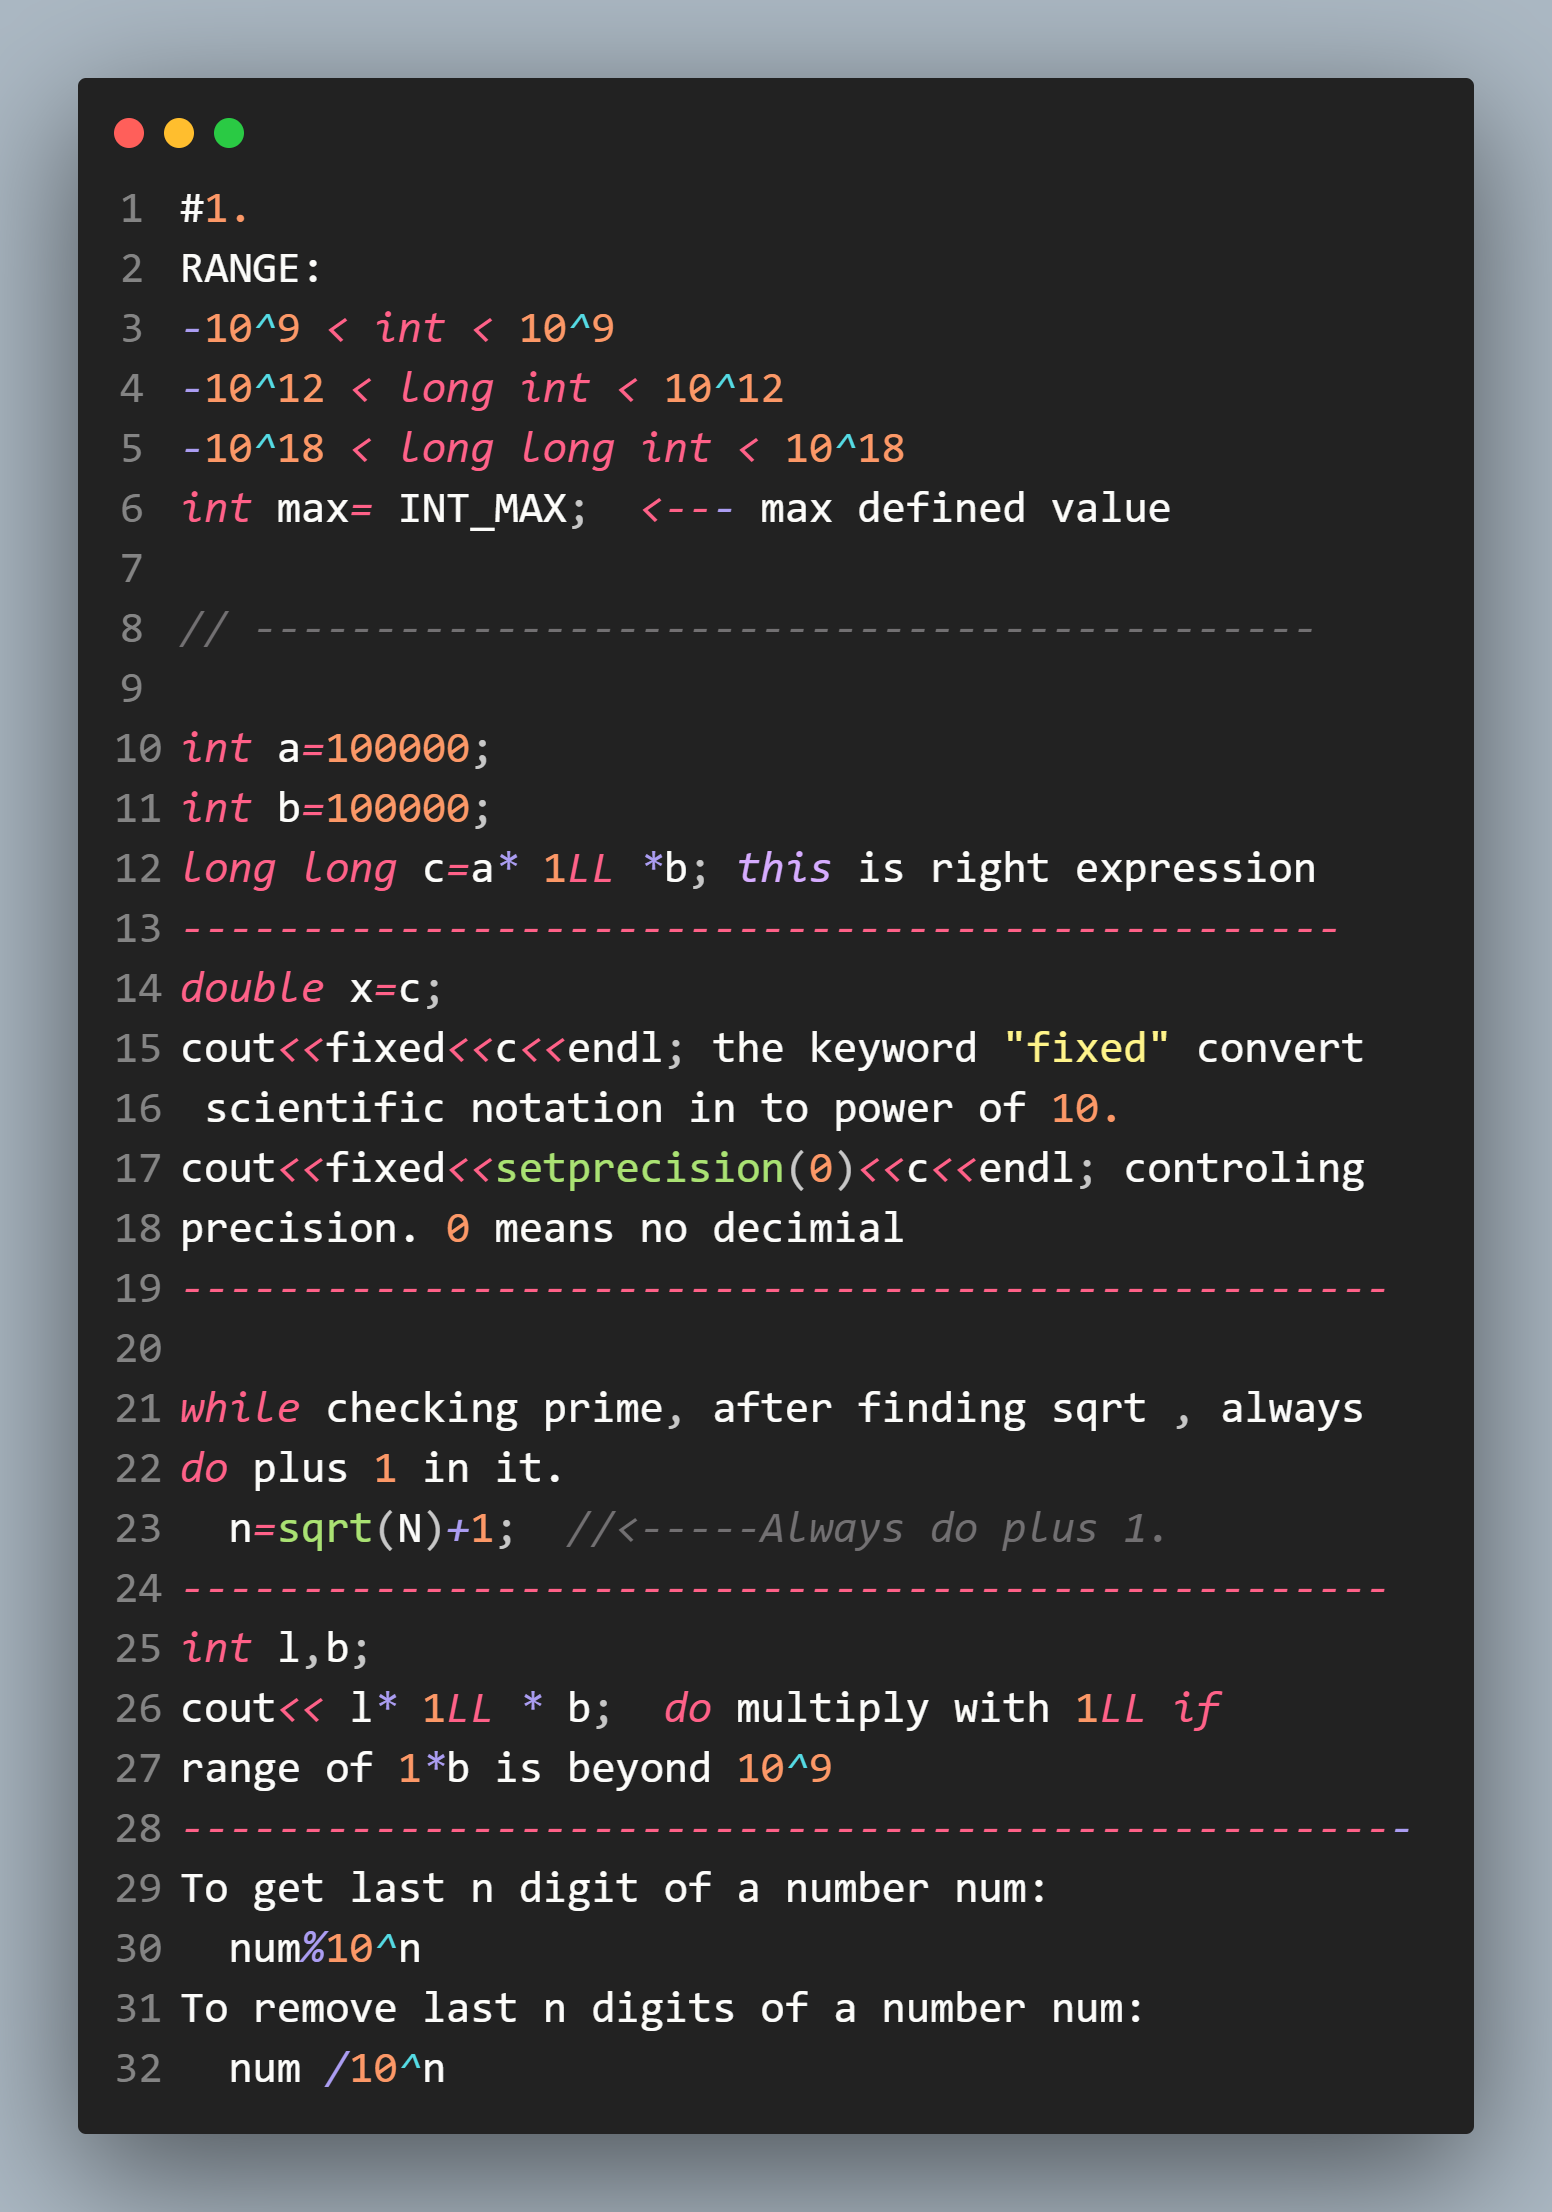 1 #1.
2 RANGE:
3 -10^9 < int < 10^9
4 -10^12 < long int < 10^12
5 -10^18 < long long int < 10^18
6 int max= INT_MAX;  <--- max defined value
7
8 // --------------------------------------------
9
10 int a=100000;
11 int b=100000;
12 long long c=a* 1LL *b; this is right expression
13 ------------------------------------------------
14 double x=c;
15 cout<<fixed<<c<<endl; the keyword "fixed" convert
16  scientific notation in to power of 10.
17 cout<<fixed<<setprecision(0)<<c<<endl; controling
18 precision. 0 means no decimial
19 --------------------------------------------------
20
21 while checking prime, after finding sqrt , always
22 do plus 1 in it.
23   n=sqrt(N)+1;  //<-----Always do plus 1.
24 --------------------------------------------------
25 int l,b;
26 cout<< l* 1LL * b;  do multiply with 1LL if
27 range of 1*b is beyond 10^9
28 ---------------------------------------------------
29 To get last n digit of a number num:
30   num%10^n
31 To remove last n digits of a number num:
32   num /10^n